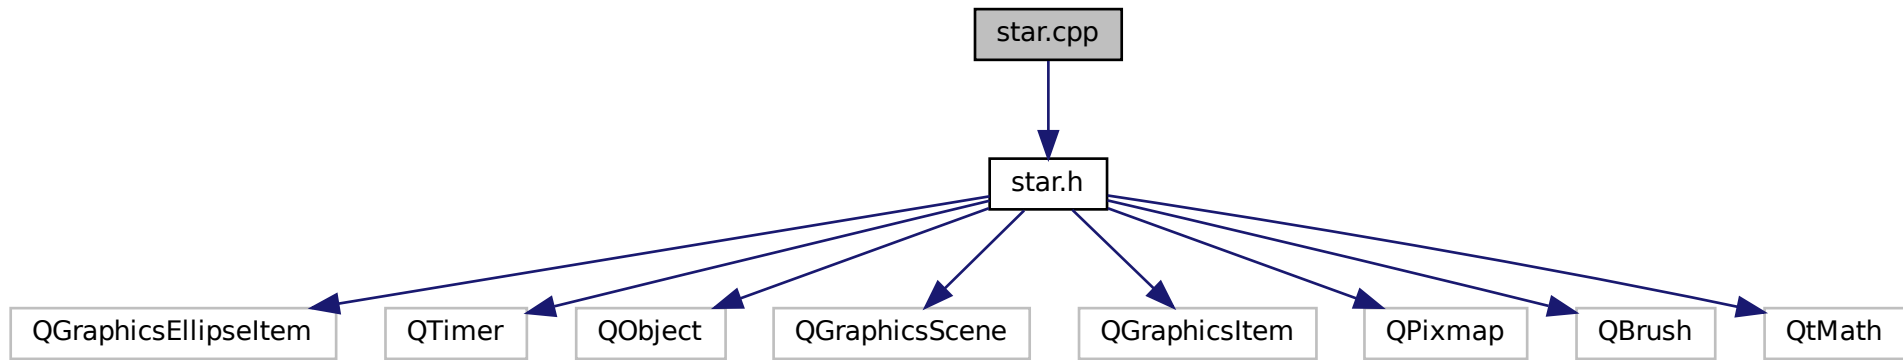 star.cpp
star.h
QGraphicsEllipseItem
QTimer
QObject
QGraphicsScene
QGraphicsItem
QPixmap
QBrush
QtMath